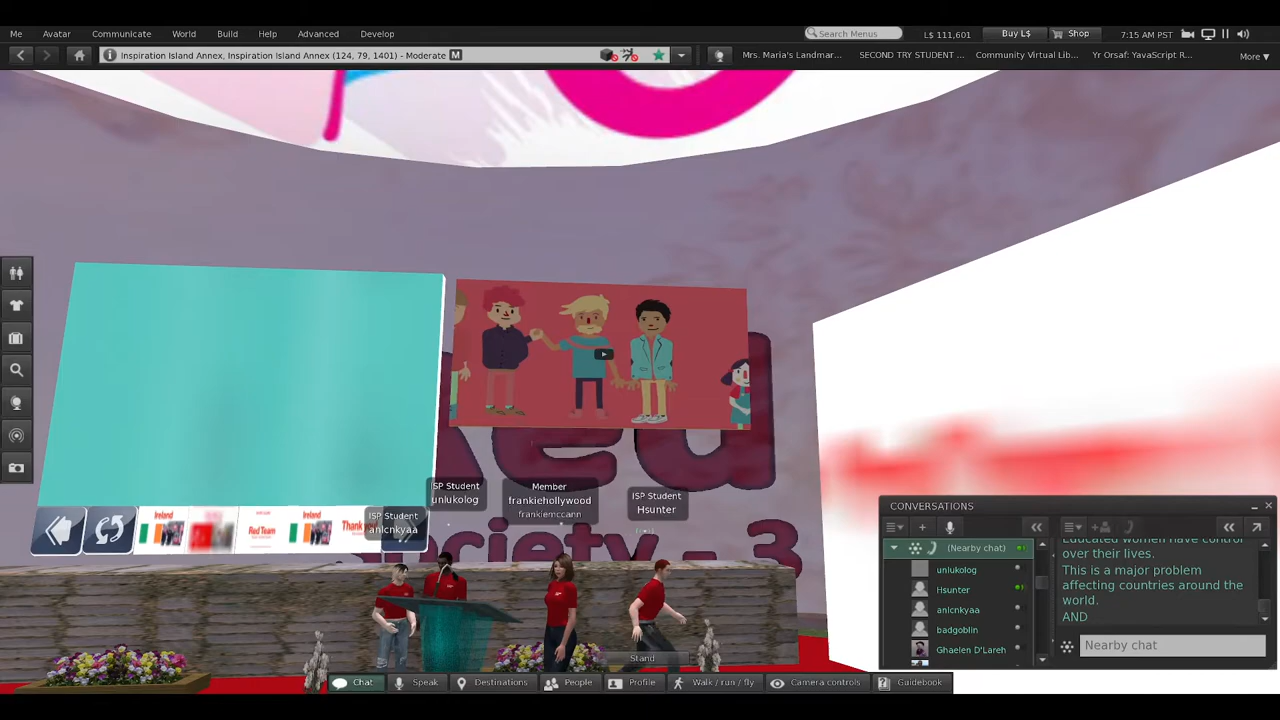 Me Avatar Communicate World Build Help Advanced Develop Search Menus L$ 111,601 Buy L$ Shop 7:15 AM PST
Inspiration Island Annex, Inspiration Island Annex (124, 79, 1401) - Moderate M Mrs. Maria's Landmar... SECOND TRY STUDENT ... Community Virtual Lib... Yr Orsaf: YavaScript R... More
ISP Student
unlukolog
Member
frankiehollywood
frankiemccann
ISP Student
Hsunter
ISP Student
anlcnkyaa
Ireland
Red Team
Ireland
Thank
ociety - 3
Stand
CONVERSATIONS
(Nearby chat)
unlukolog
Hsunter
anlcnkyaa
badgoblin
Ghaelen D'Lareh
Educated women have control
over their lives.
This is a major problem
affecting countries around the
world.
AND
Nearby chat
Chat Speak Destinations People Profile Walk / run / fly Camera controls Guidebook